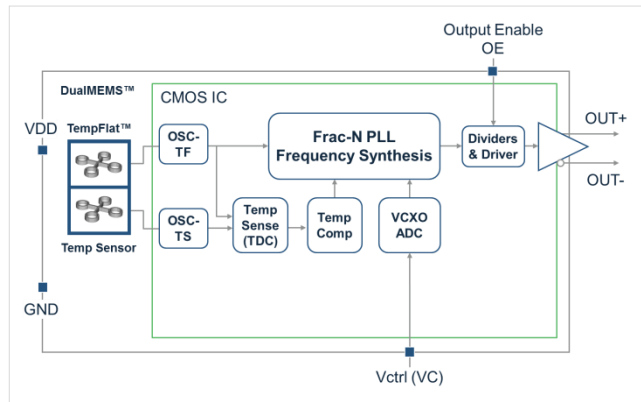 Output Enable
OE
DualMEMS™
CMOS IC
VDD
TempFlat™
OSC-
TF
Frac-N PLL
Frequency Synthesis
Dividers
& Driver
OUT+
OUT-
OSC-
TS
Temp
Sense
(TDC)
Temp
Comp
VCXO
ADC
Temp Sensor
GND
Vctrl (VC)